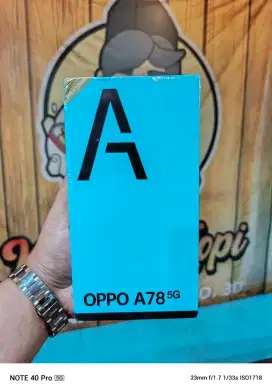 A
OPPO A78 5G
NOTE 40 Pro 5G
23mm f/1.7 1/33s ISO1718